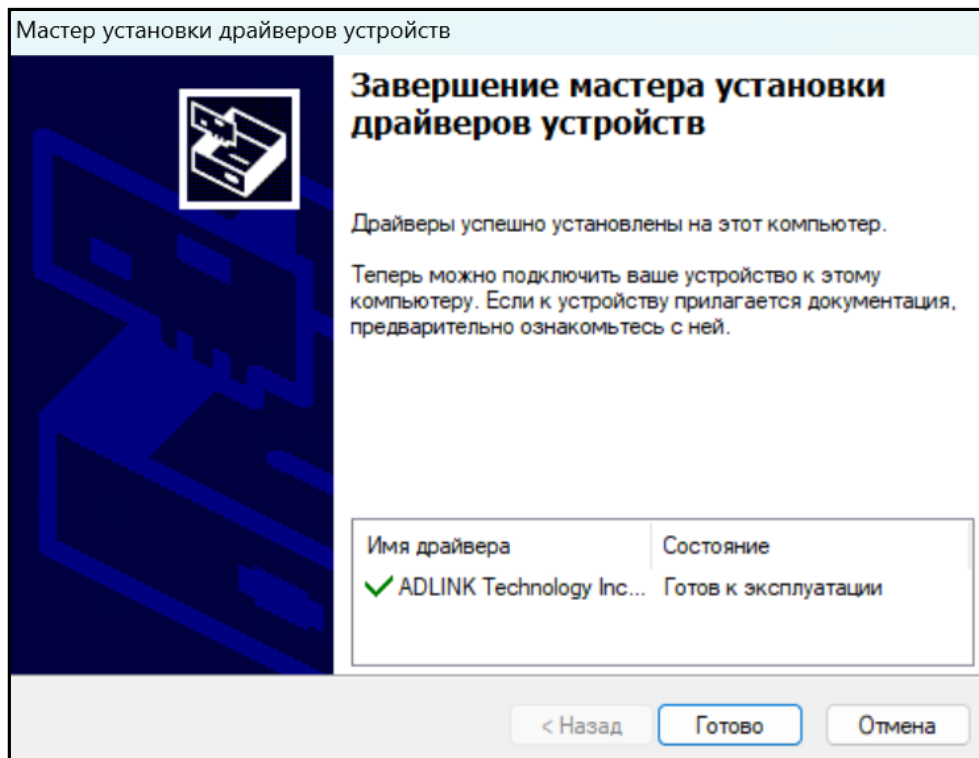 Мастер установки драйверов устройств
Завершение мастера установки
драйверов устройств
Драйверы успешно установлены на этот компьютер.
Теперь можно подключить ваше устройство к этому
компьютеру. Если к устройству прилагается документация,
предварительно ознакомьтесь с ней.
Имя драйвера Состояние
ADLINK Technology Inc... Готов к эксплуатации
< Назад Готово Отмена